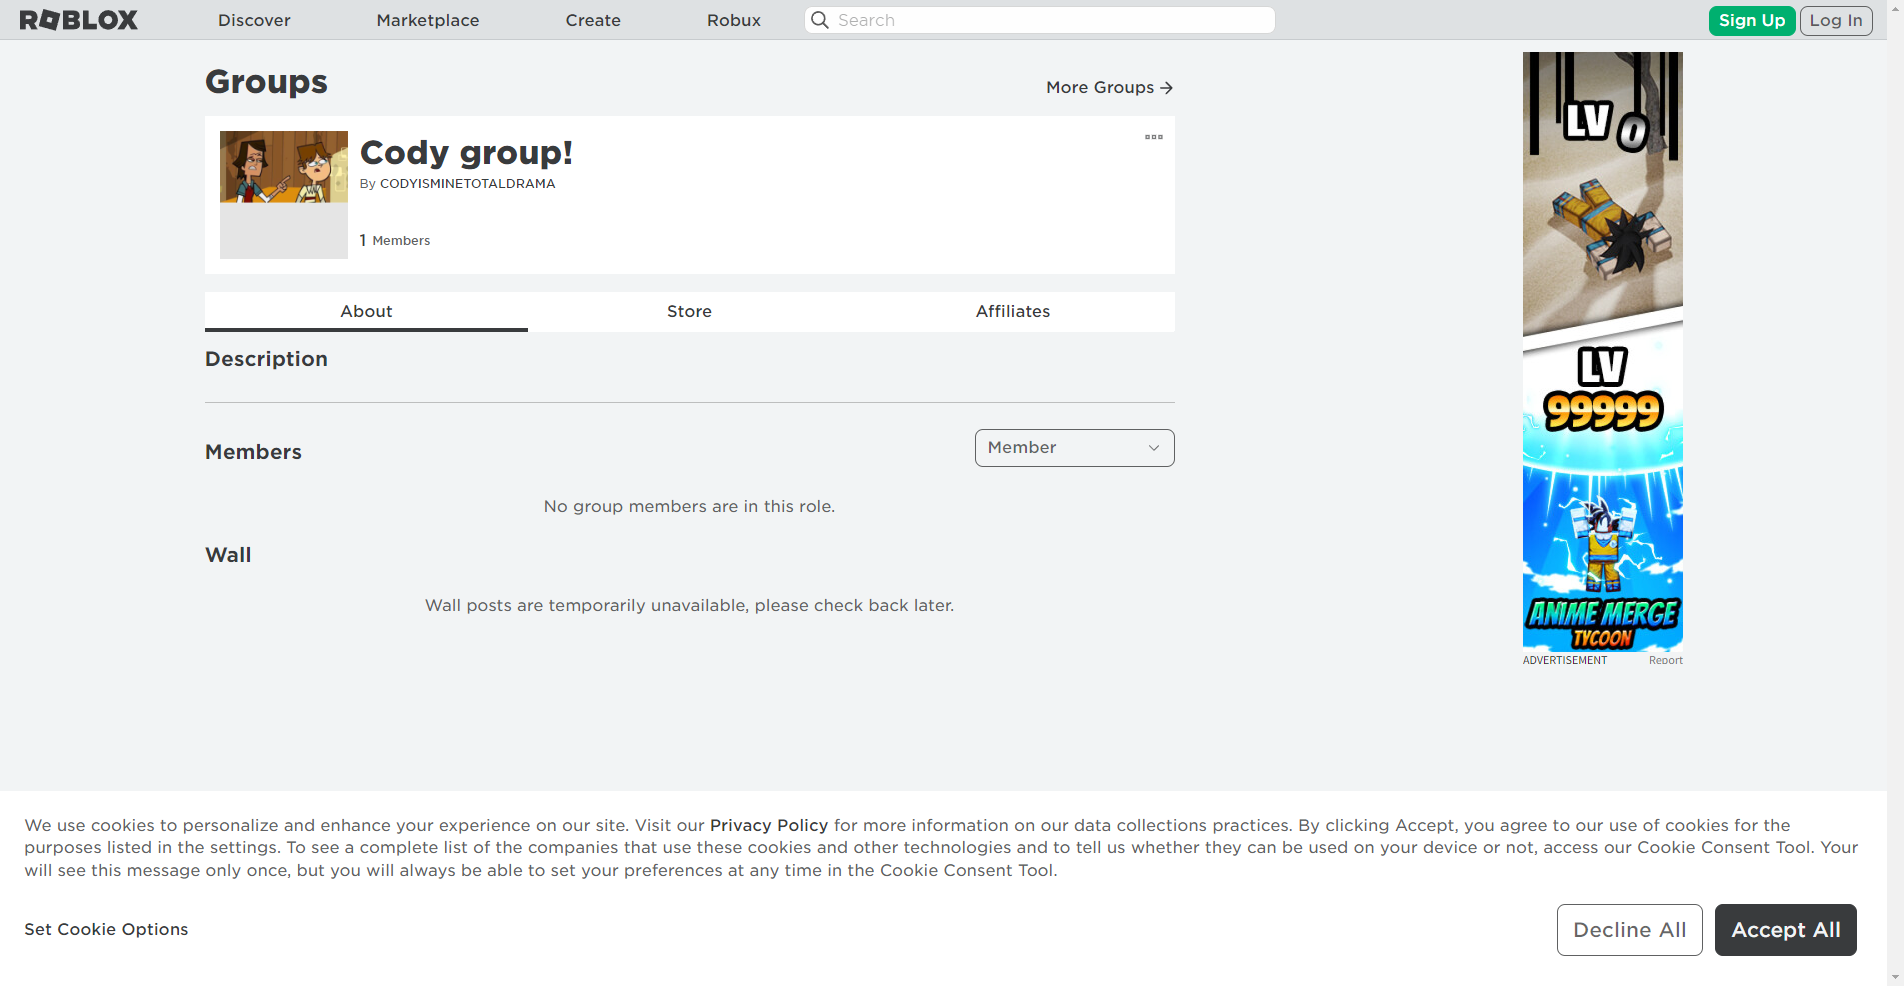 ROBLOX
Discover
Marketplace
Create
Robux
Search
Sign Up
Log In
Groups
More Groups
Cody group!
By CODYISMINETOTALDRAMA
1 Members
About
Store
Affiliates
Description
Members
Member
No group members are in this role.
Wall
Wall posts are temporarily unavailable, please check back later.
LV 0
LV
99999
ANIME MERGE
TYCOON
ADVERTISEMENT
Report
We use cookies to personalize and enhance your experience on our site. Visit our Privacy Policy for more information on our data collections practices. By clicking Accept, you agree to our use of cookies for the
purposes listed in the settings. To see a complete list of the companies that use these cookies and other technologies and to tell us whether they can be used on your device or not, access our Cookie Consent Tool. Your
will see this message only once, but you will always be able to set your preferences at any time in the Cookie Consent Tool.
Set Cookie Options
Decline All
Accept All